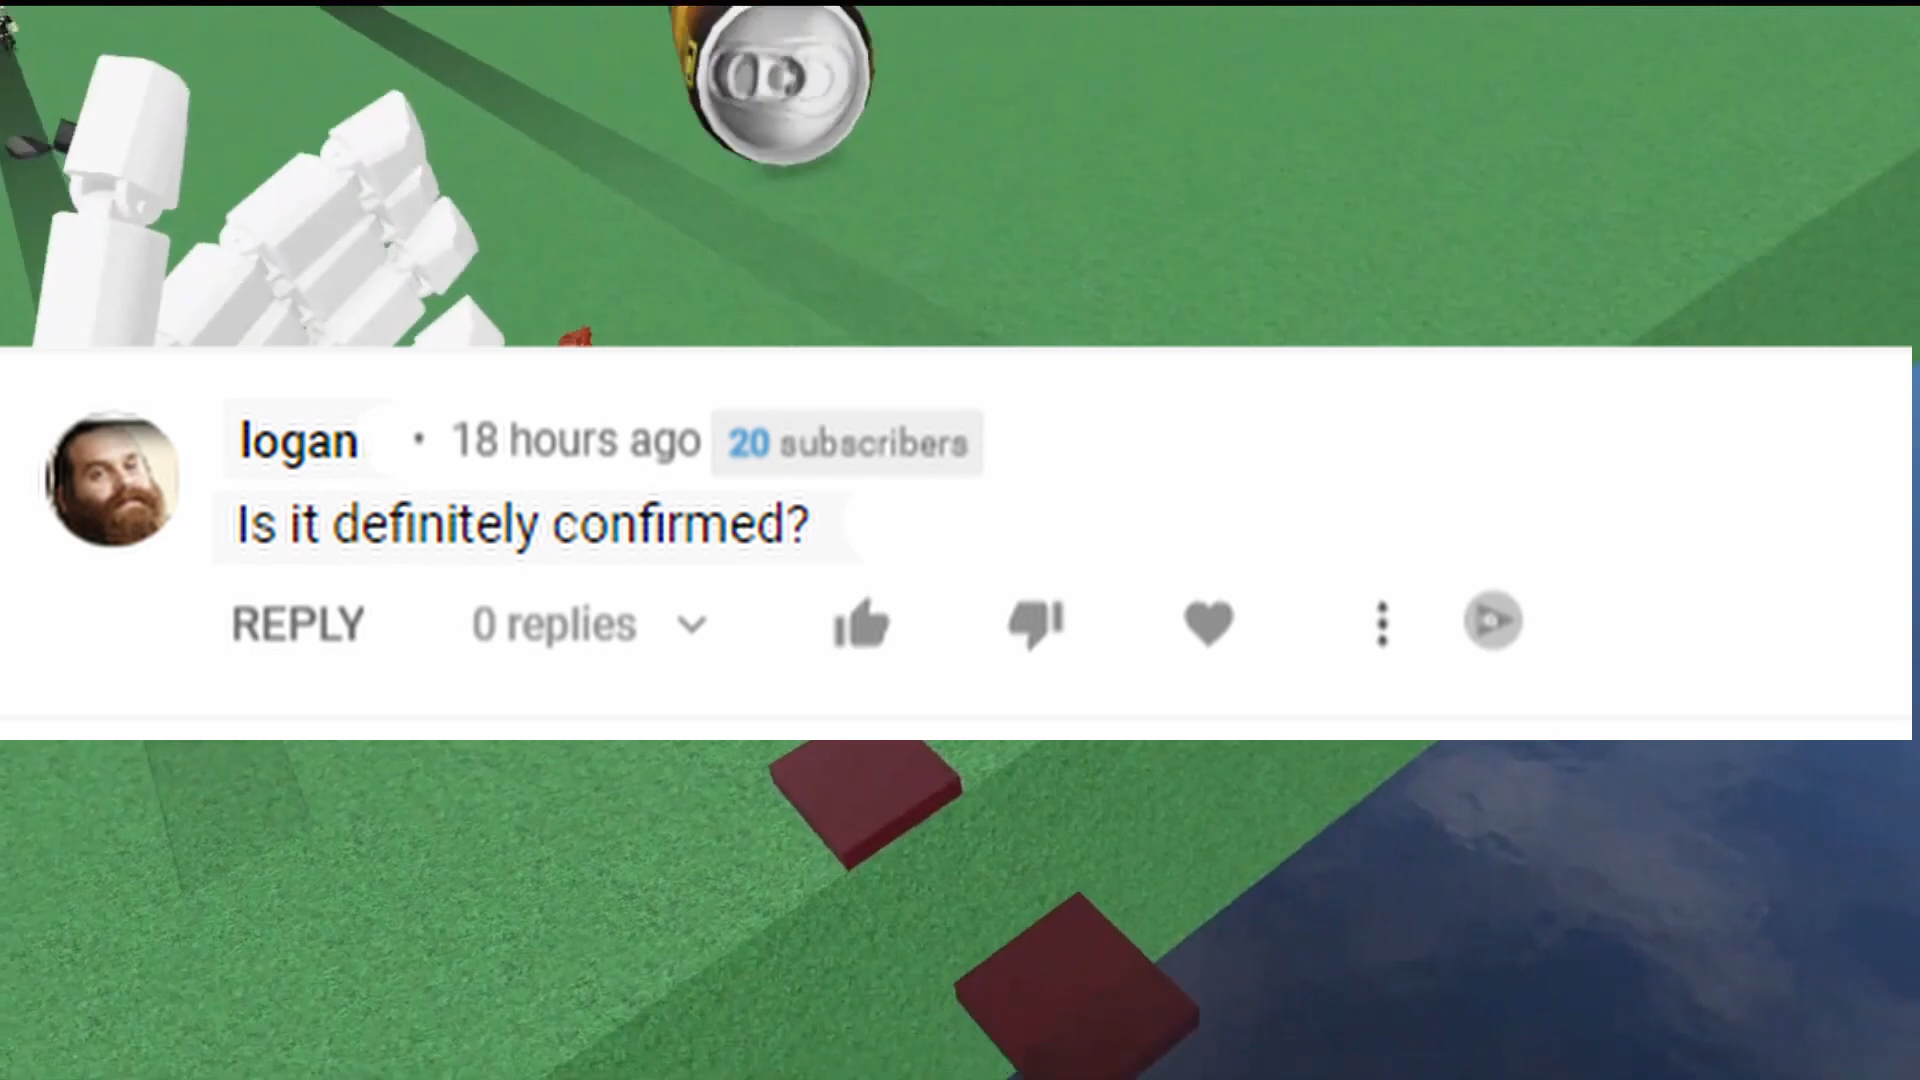 logan • 18 hours ago 20 subscribers
Is it definitely confirmed?
REPLY 0 replies